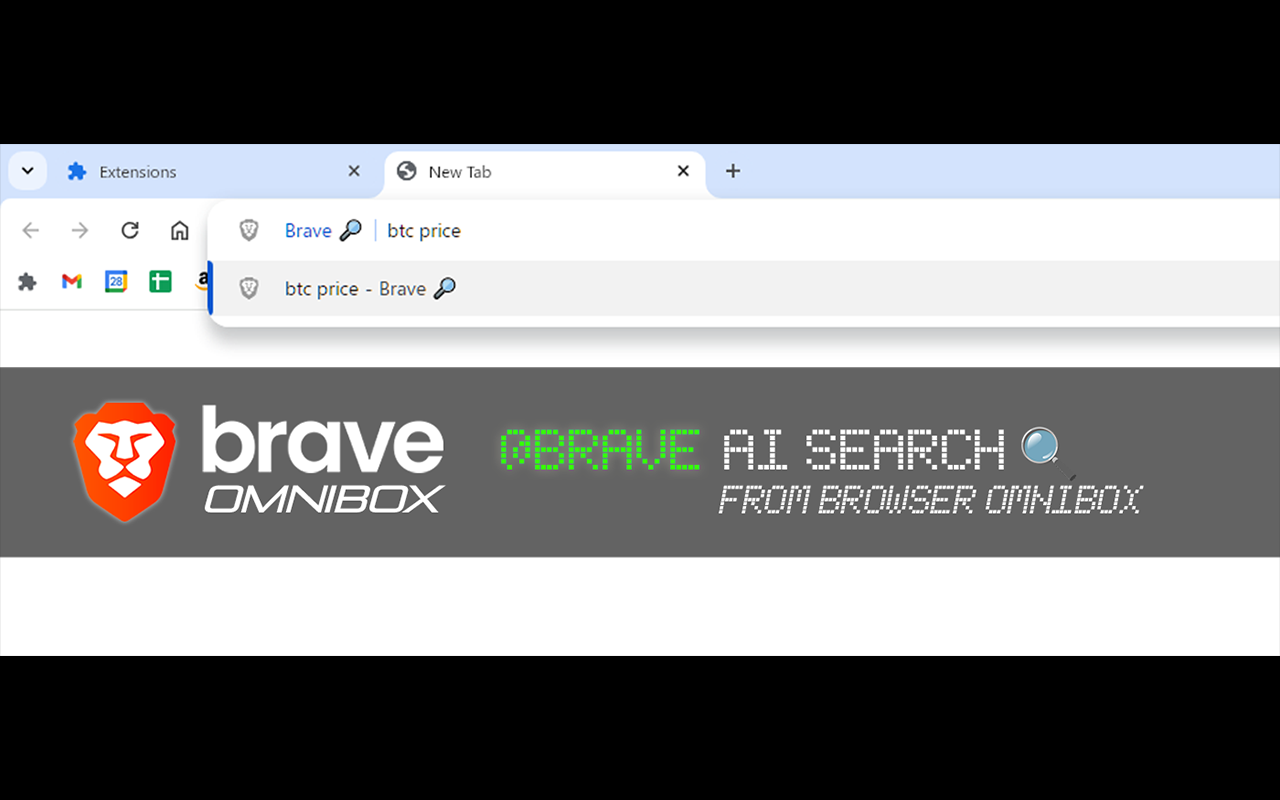 Extensions
New Tab
Brave 🔎 | btc price
28
a
btc price - Brave 🔎
brave
OMNIBOX
@BRAVE AI SEARCH
FROM BROWSER OMNIBOX